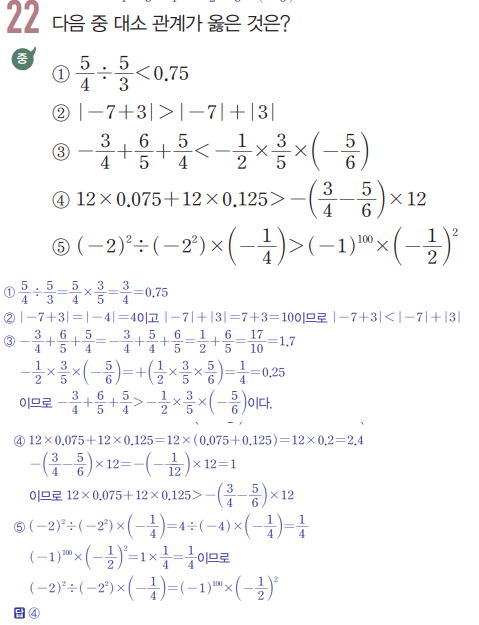 22 다음 중 대소 관계가 옳은 것은?
중
① 5/4 ÷ 5/3 < 0.75
② |−7+3| > |−7|+|3|
③ −3/4 + 6/5 + 5/4 < −1/2 × 3/5 × (−5/6)
④ 12×0.075+12×0.125 > −(3/4 − 5/6)×12
⑤ (−2)²÷(−2²)×(−1/4) > (−1)¹⁰⁰×(−1/2)²
① 5/4 ÷ 5/3 = 5/4 × 3/5 = 3/4 = 0.75
② |−7+3|=|−4|=4이고 |−7|+|3|=7+3=10이므로 |−7+3|<|−7|+|3|
③ −3/4 + 6/5 + 5/4 = −3/4 + 5/4 + 6/5 = 1/2 + 6/5 = 17/10 = 1.7
−1/2 × 3/5 × (−5/6) = +(1/2 × 3/5 × 5/6) = 1/4 = 0.25
이므로 −3/4 + 6/5 + 5/4 > −1/2 × 3/5 × (−5/6)이다.
④ 12×0.075+12×0.125=12×(0.075+0.125)=12×0.2=2.4
−(3/4 − 5/6)×12=−(−1/12)×12=1
이므로 12×0.075+12×0.125>−(3/4 − 5/6)×12
⑤ (−2)²÷(−2²)×(−1/4)=4÷(−4)×(−1/4)=1/4
(−1)¹⁰⁰×(−1/2)²=1×1/4=1/4이므로
(−2)²÷(−2²)×(−1/4)=(−1)¹⁰⁰×(−1/2)²
답 ④